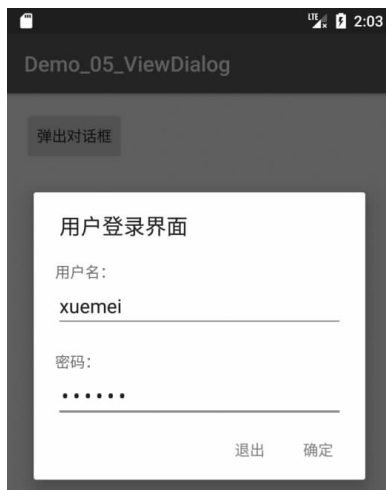 LTE 2:03
Demo_05_ViewDialog
弹出对话框
用户登录界面
用户名：
xuemei
密码：
••••••
退出 确定